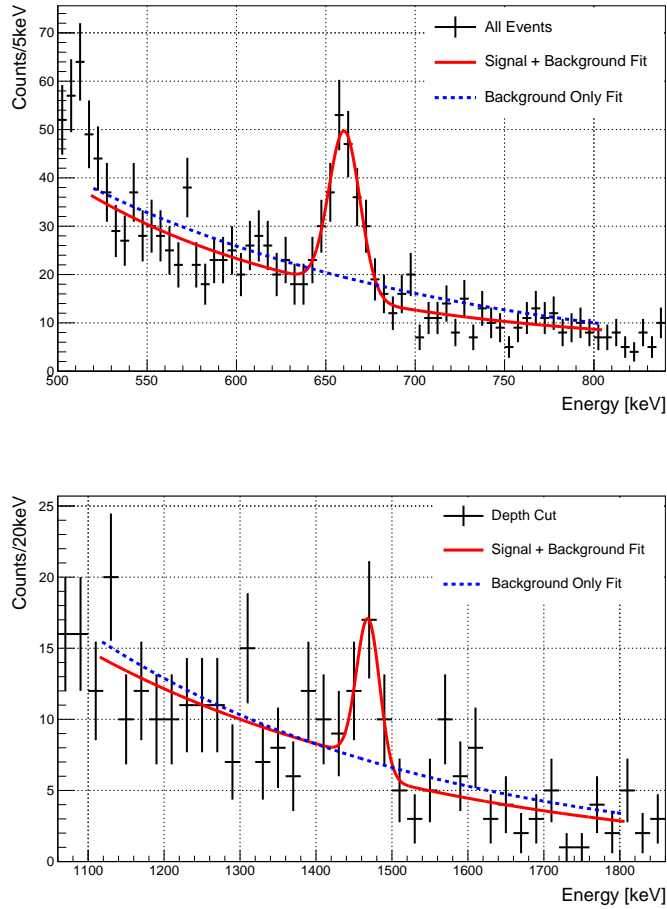 Counts/5keV
70
60
50
40
30
20
10
0
All Events
Signal + Background Fit
Background Only Fit
500 550 600 650 700 750 800
Energy [keV]
Counts/20keV
25
20
15
10
5
0
Depth Cut
Signal + Background Fit
Background Only Fit
1100 1200 1300 1400 1500 1600 1700 1800
Energy [keV]